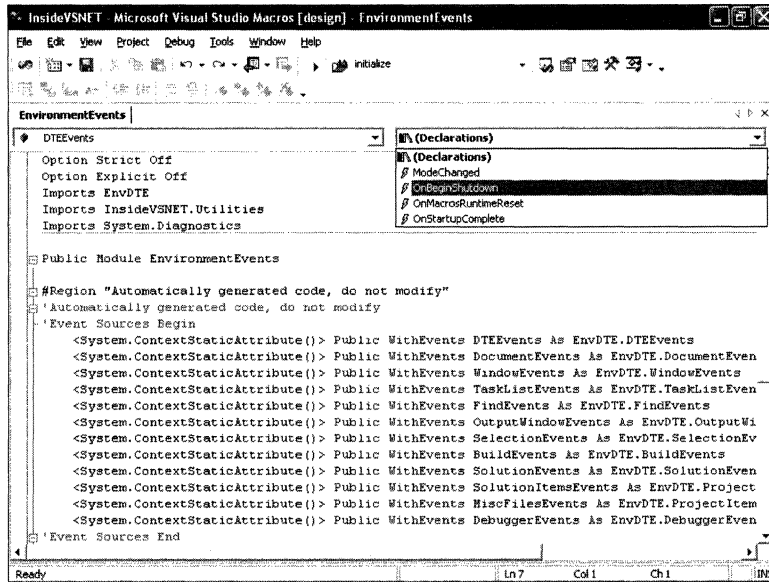 InsideVSNET - Microsoft Visual Studio Macros [design] - EnvironmentEvents
File Edit View Project Debug Tools Window Help
initialize
EnvironmentEvents
DTEEvents
(Declarations)
(Declarations)
ModeChanged
OnBeginShutdown
OnMacrosRuntimeReset
OnStartupComplete
Option Strict Off
Option Explicit Off
Imports EnvDTE
Imports InsideVSNET.Utilities
Imports System.Diagnostics
Public Module EnvironmentEvents
#Region "Automatically generated code, do not modify"
'Automatically generated code, do not modify
'Event Sources Begin
<System.ContextStaticAttribute()> Public WithEvents DTEEvents As EnvDTE.DTEEvents
<System.ContextStaticAttribute()> Public WithEvents DocumentEvents As EnvDTE.DocumentEven
<System.ContextStaticAttribute()> Public WithEvents WindowEvents As EnvDTE.WindowEvents
<System.ContextStaticAttribute()> Public WithEvents TaskListEvents As EnvDTE.TaskListEven
<System.ContextStaticAttribute()> Public WithEvents FindEvents As EnvDTE.FindEvents
<System.ContextStaticAttribute()> Public WithEvents OutputWindowEvents As EnvDTE.OutputWi
<System.ContextStaticAttribute()> Public WithEvents SelectionEvents As EnvDTE.SelectionEv
<System.ContextStaticAttribute()> Public WithEvents BuildEvents As EnvDTE.BuildEvents
<System.ContextStaticAttribute()> Public WithEvents SolutionEvents As EnvDTE.SolutionEven
<System.ContextStaticAttribute()> Public WithEvents SolutionItemsEvents As EnvDTE.Project
<System.ContextStaticAttribute()> Public WithEvents MiscFilesEvents As EnvDTE.ProjectItem
<System.ContextStaticAttribute()> Public WithEvents DebuggerEvents As EnvDTE.DebuggerEven
'Event Sources End
Ready Ln 7 Col 1 Ch 1 IN